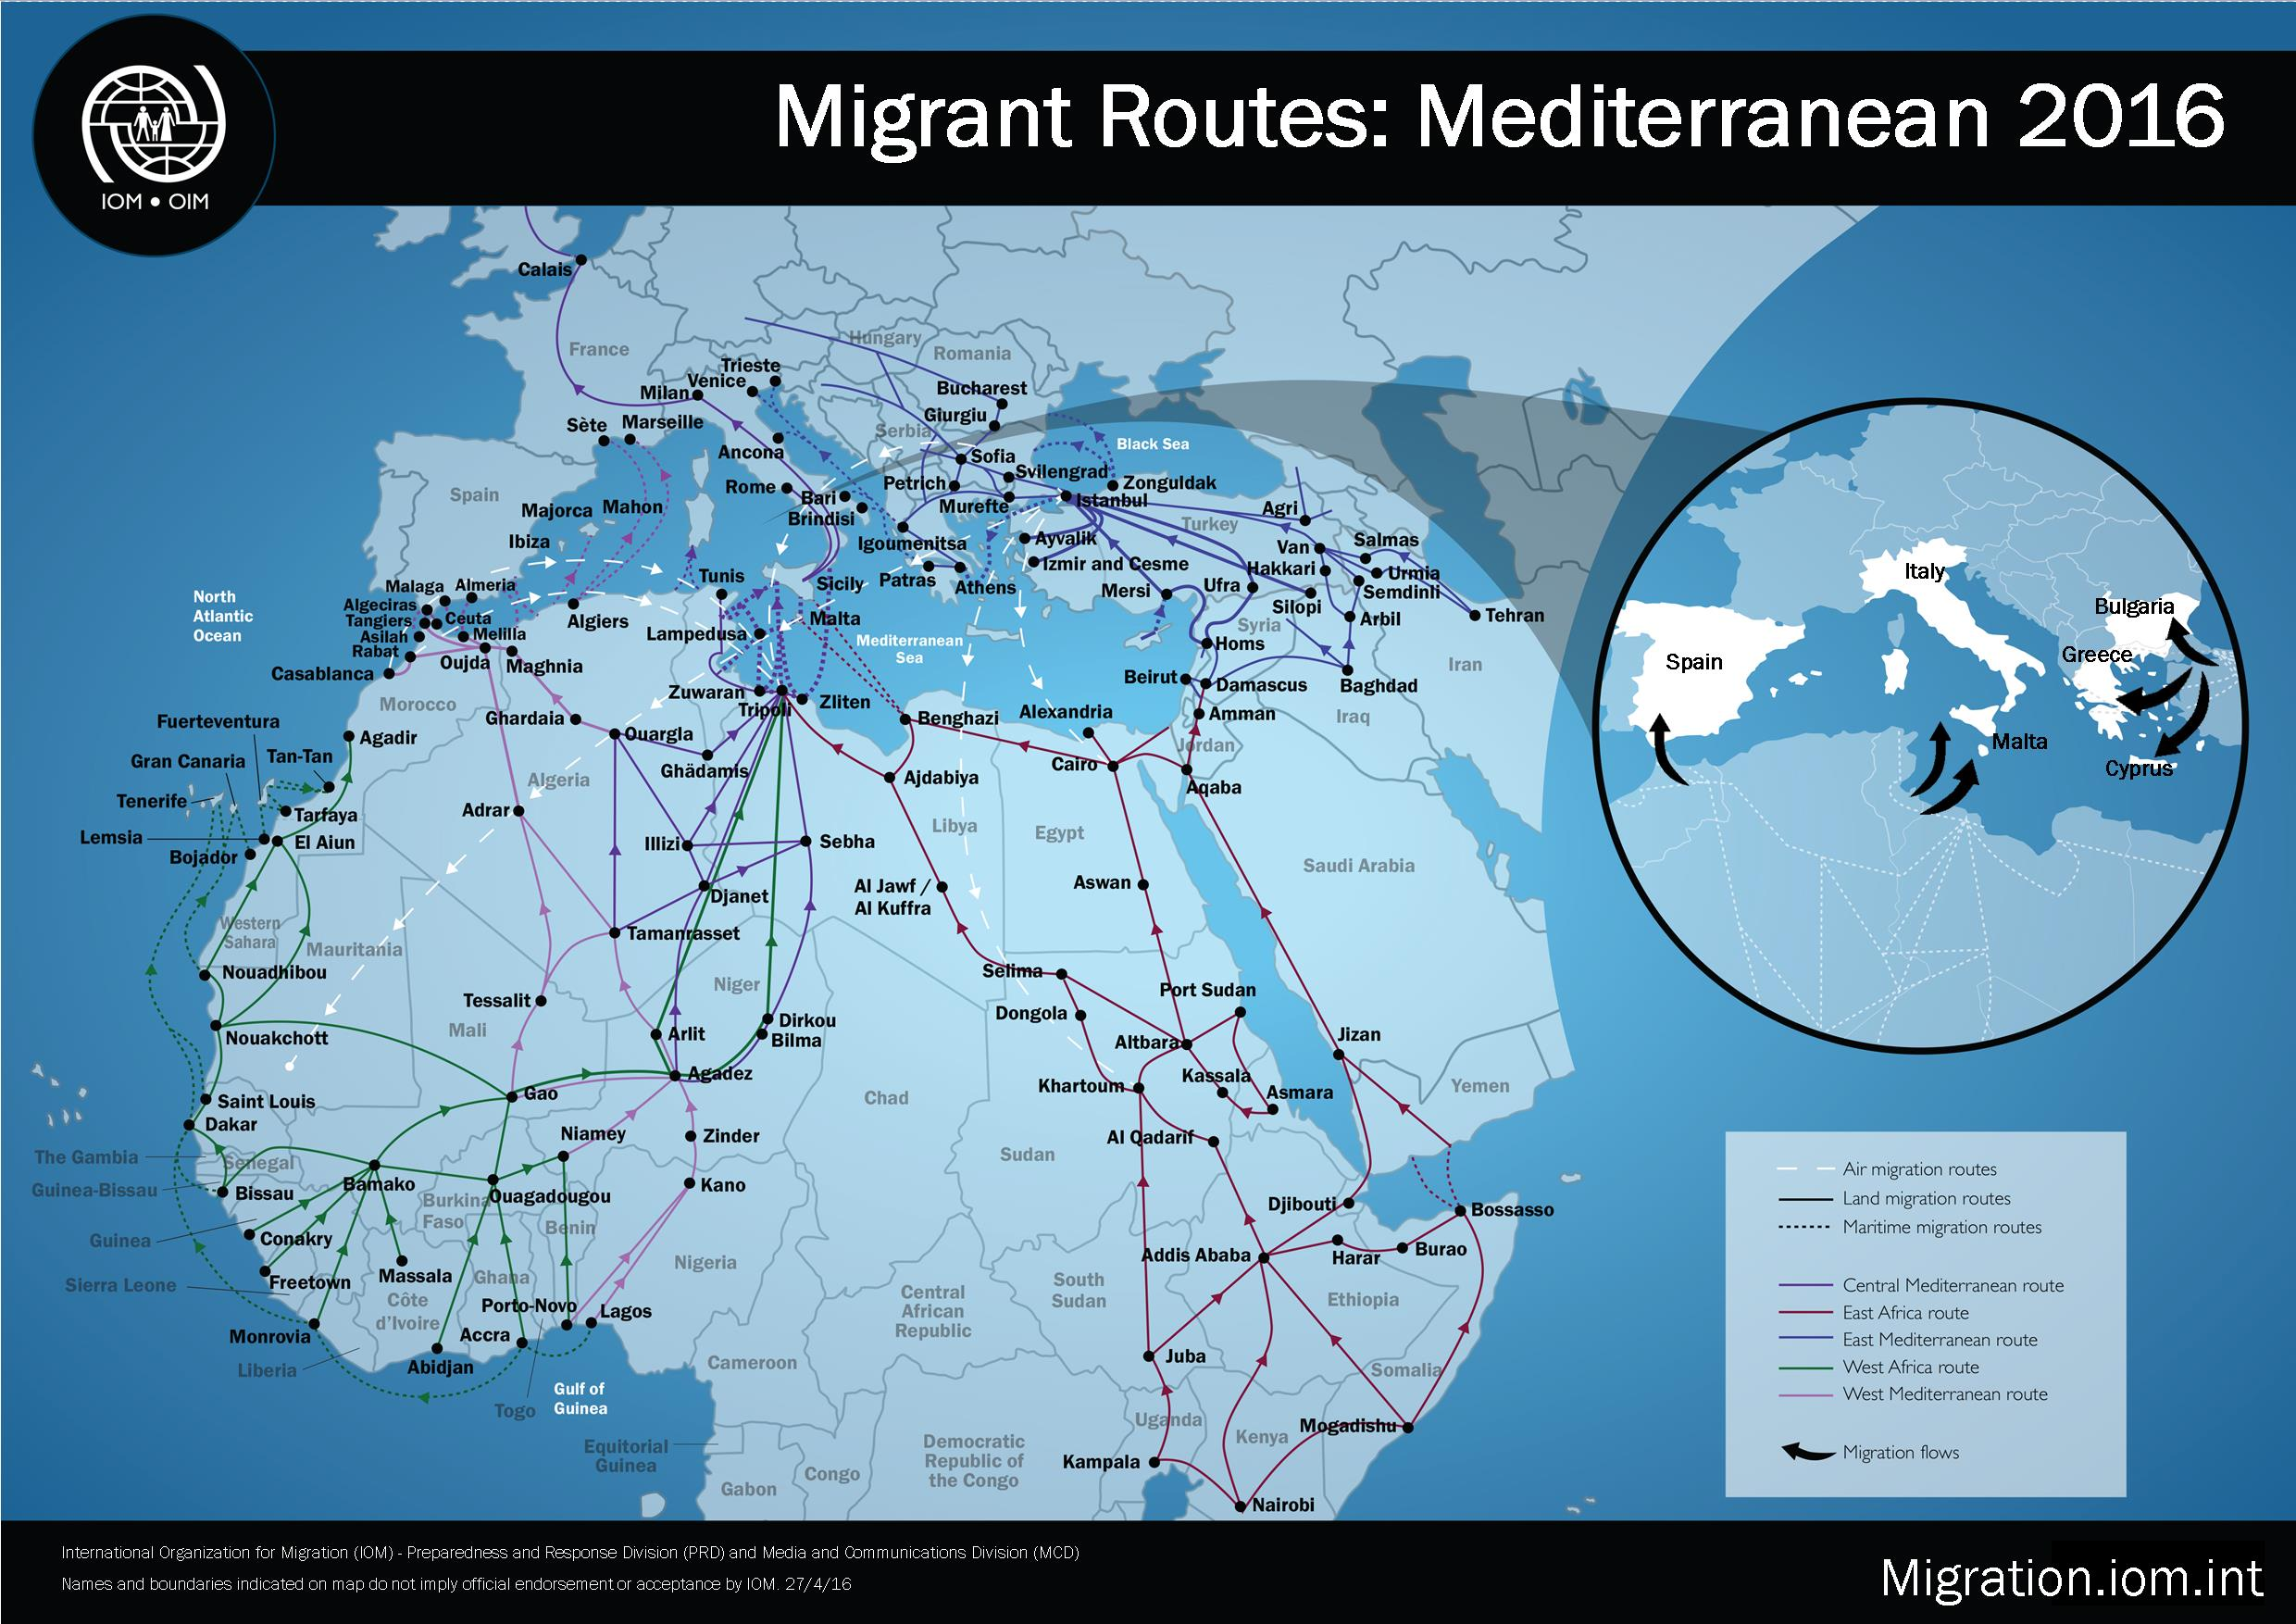 Migrant Routes: Mediterranean 2016
IOM • OIM
Calais
France
Hungary
Romania
Trieste
Venice
Milan
Bucharest
Giurgiu
Sète
Marseille
Serbia
Ancona
Sofia
Black Sea
Svilengrad
Spain
Rome
Bari
Petrich
Zonguldak
Majorca
Mahon
Brindisi
Murefte
Istanbul
Agri
Turkey
Ibiza
Igoumenitsa
Ayvalik
Van
Salmas
Izmir and Cesme
Hakkari
Urmia
Malaga
Almeria
Tunis
Sicily
Patras
Athens
Mersi
Ufra
Semdinli
North
Atlantic
Ocean
Algeciras
Tangiers
Ceuta
Silopi
Tehran
Asilah
Melilla
Algiers
Lampedusa
Malta
Syria
Arbil
Rabat
Oujda
Maghnia
Mediterranean
Sea
Homs
Iran
Casablanca
Zuwaran
Beirut
Damascus
Baghdad
Morocco
Tripoli
Zliten
Fuerteventura
Ghardaia
Benghazi
Alexandria
Amman
Iraq
Agadir
Ouargla
Jordan
Gran Canaria
Tan-Tan
Ghädamis
Cairo
Algeria
Ajdabiya
Aqaba
Tenerife
Tarfaya
Adrar
Libya
Egypt
Lemsia
El Aiun
Illizi
Sebha
Bojador
Saudi Arabia
Djanet
Al Jawf /
Al Kuffra
Aswan
Western
Sahara
Mauritania
Tamanrasset
Nouadhibou
Niger
Selima
Tessalit
Port Sudan
Mali
Dongola
Nouakchott
Arlit
Dirkou
Bilma
Altbara
Jizan
Agadez
Kassala
Khartoum
Yemen
Saint Louis
Gao
Chad
Asmara
Dakar
Niamey
Zinder
Al Qadarif
The Gambia
Senegal
Sudan
Guinea-Bissau
Bissau
Bamako
Burkina
Faso
Ouagadougou
Kano
Djibouti
Bossasso
Guinea
Conakry
Benin
Addis Ababa
Harar
Burao
Sierra Leone
Freetown
Massala
Ghana
Nigeria
South
Sudan
Côte
d'Ivoire
Porto-Novo
Lagos
Central
African
Republic
Ethiopia
Monrovia
Accra
Liberia
Abidjan
Cameroon
Juba
Somalia
Togo
Gulf of
Guinea
Uganda
Kenya
Mogadishu
Equitorial
Guinea
Congo
Democratic
Republic of
the Congo
Kampala
Gabon
Nairobi
Italy
Bulgaria
Spain
Greece
Malta
Cyprus
Air migration routes
Land migration routes
Maritime migration routes
Central Mediterranean route
East Africa route
East Mediterranean route
West Africa route
West Mediterranean route
Migration flows
International Organization for Migration (IOM) - Preparedness and Response Division (PRD) and Media and Communications Division (MCD)
Names and boundaries indicated on map do not imply official endorsement or acceptance by IOM. 27/4/16
Migration.iom.int